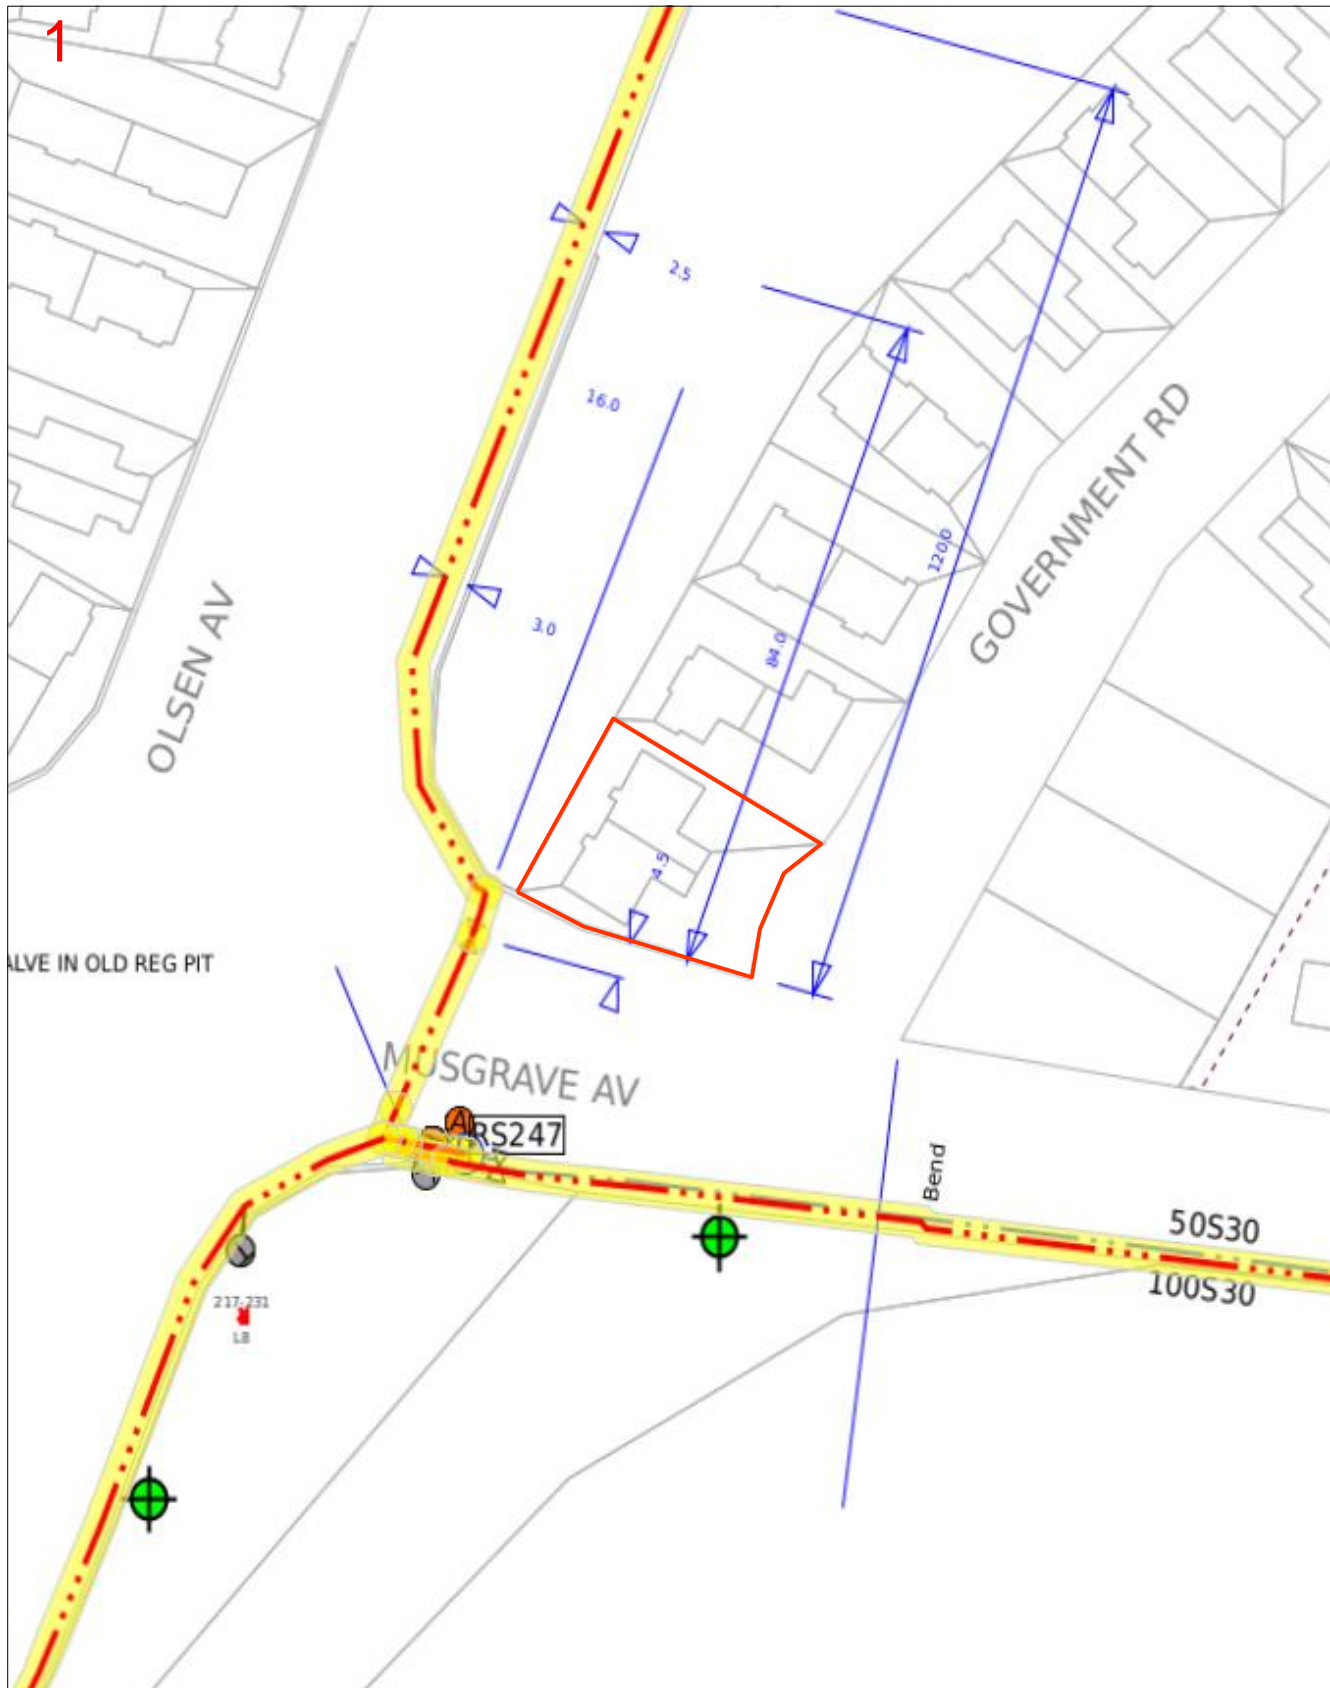 1
2.5
16.0
3.0
120.0
84.0
4.5
GOVERNMENT RD
OLSEN AV
ALVE IN OLD REG PIT
MUSGRAVE AV
A
RS247
Bend
50S30
100S30
217-231
LB